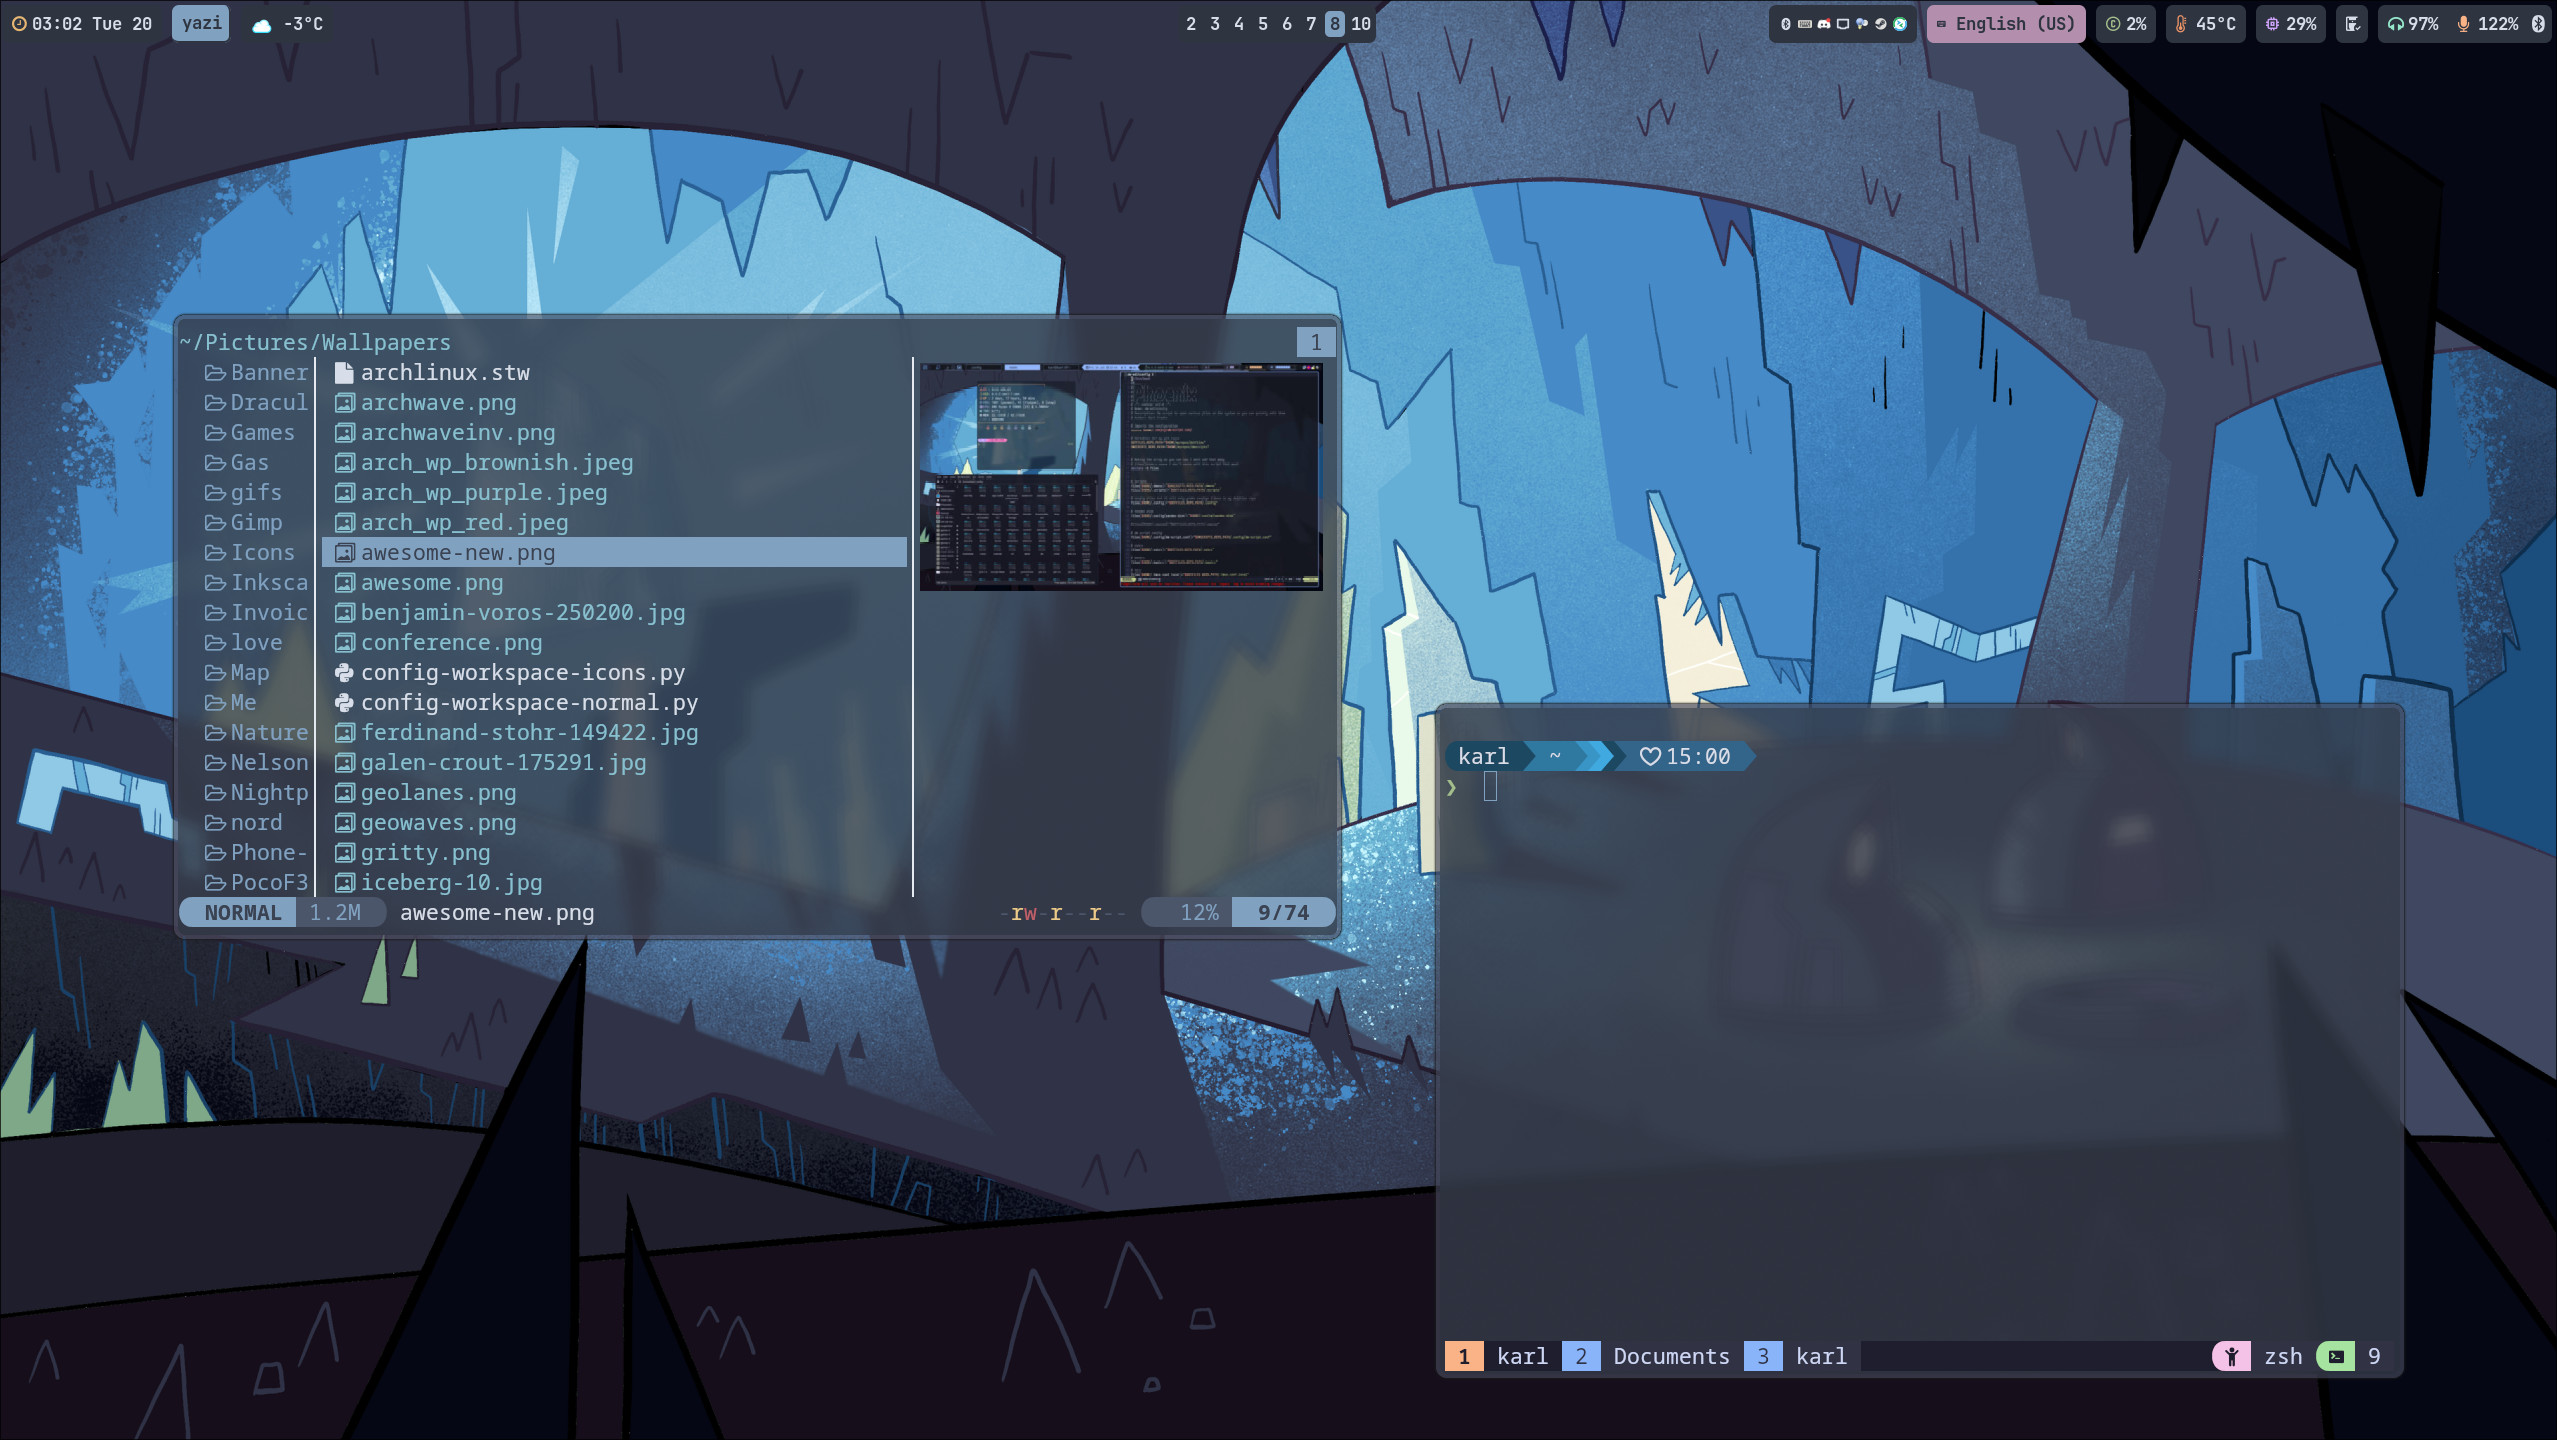 03:02 Tue 20 yazi -3°C
2 3 4 5 6 7 8 10
English (US) 2% 45°C 29% 97% 122%
~/Pictures/Wallpapers 1
Banner archlinux.stw
Dracul archwave.png
Games archwaveinv.png
Gas arch_wp_brownish.jpeg
gifs arch_wp_purple.jpeg
Gimp arch_wp_red.jpeg
Icons awesome-new.png
Inksca awesome.png
Invoic benjamin-voros-250200.jpg
love conference.png
Map config-workspace-icons.py
Me config-workspace-normal.py
Nature ferdinand-stohr-149422.jpg
Nelson galen-crout-175291.jpg
Nightp geolanes.png
nord geowaves.png
Phone- gritty.png
PocoF3 iceberg-10.jpg
NORMAL 1.2M awesome-new.png -rw-r--r-- 12% 9/74
karl ~ 15:00
❯
1 karl 2 Documents 3 karl zsh 9